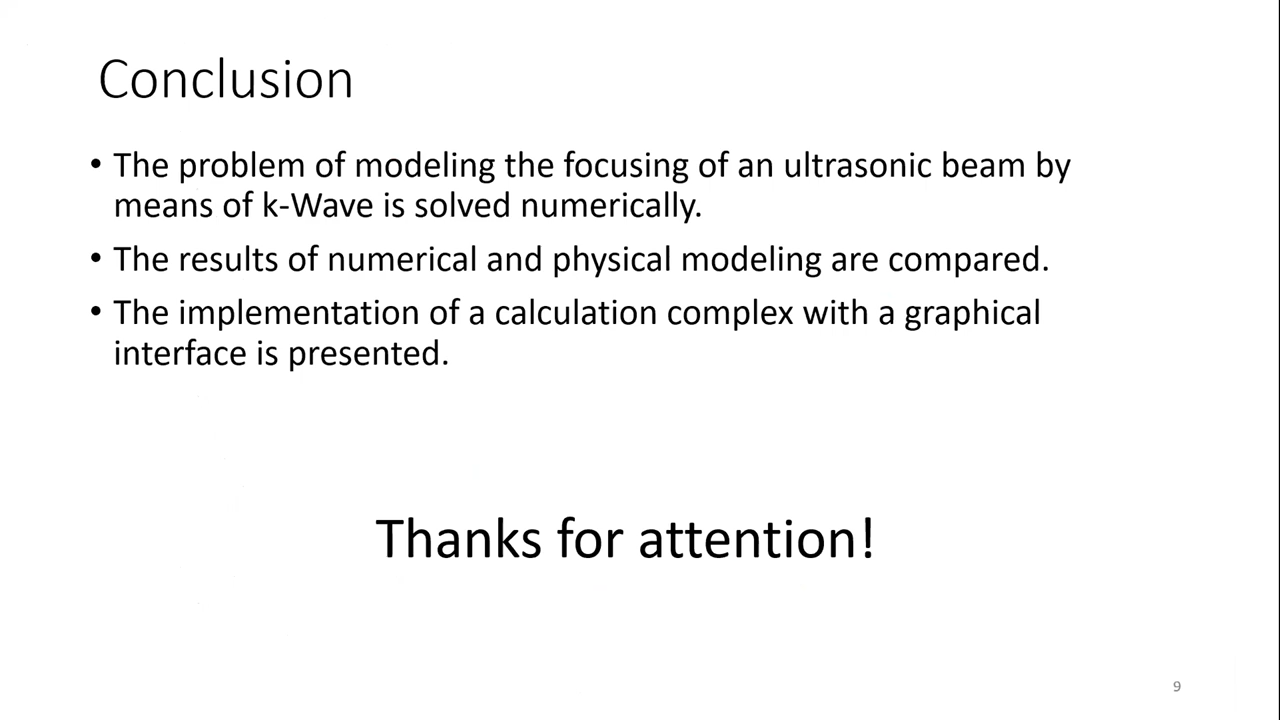 Conclusion
• The problem of modeling the focusing of an ultrasonic beam by
means of k-Wave is solved numerically.
• The results of numerical and physical modeling are compared.
• The implementation of a calculation complex with a graphical
interface is presented.
Thanks for attention!
9